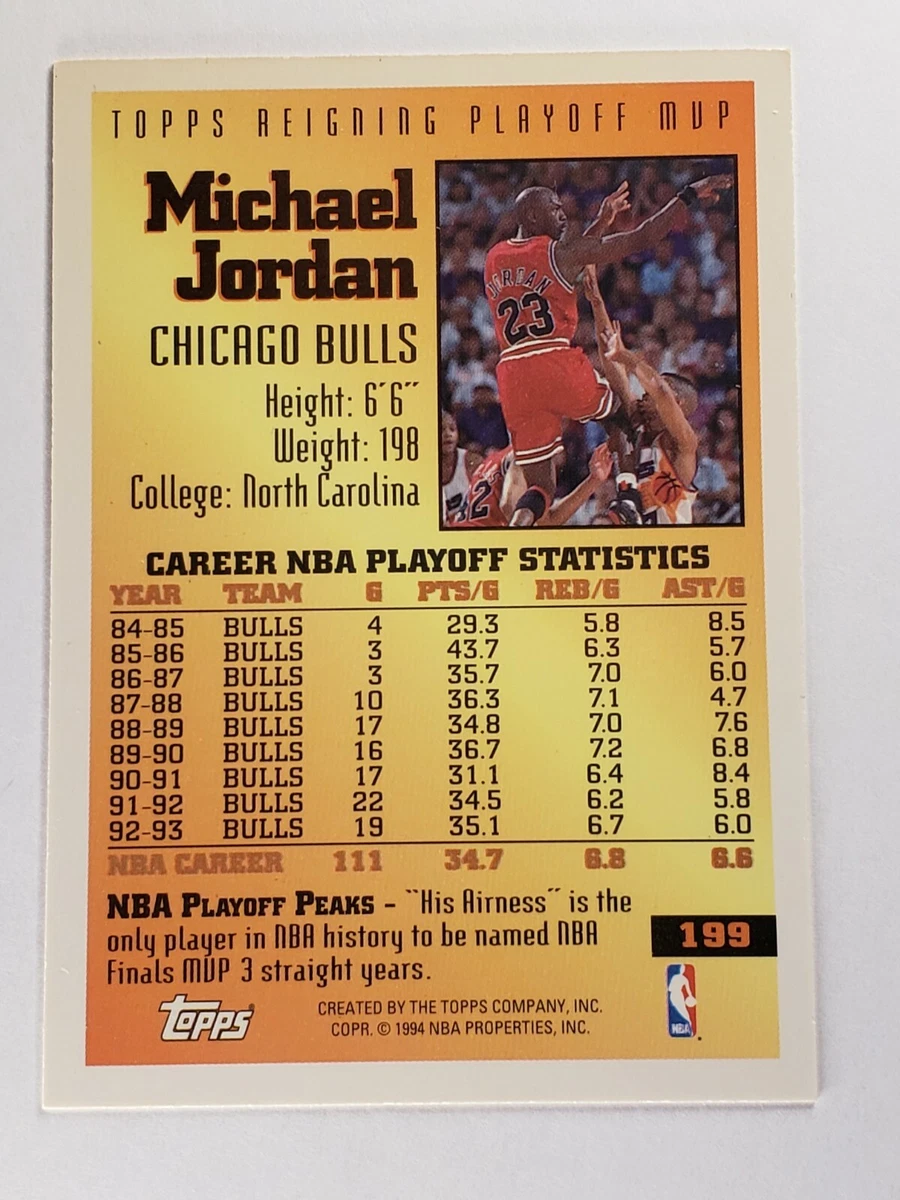 TOPPS REIGNING PLAYOFF MVP
Michael
Jordan
CHICAGO BULLS
Height: 6´6˝
Weight: 198
College: North Carolina
JORDAN
23
CAREER NBA PLAYOFF STATISTICS
YEAR TEAM G PTS/G REB/G AST/G
84-85 BULLS 4 29.3 5.8 8.5
85-86 BULLS 3 43.7 6.3 5.7
86-87 BULLS 3 35.7 7.0 6.0
87-88 BULLS 10 36.3 7.1 4.7
88-89 BULLS 17 34.8 7.0 7.6
89-90 BULLS 16 36.7 7.2 6.8
90-91 BULLS 17 31.1 6.4 8.4
91-92 BULLS 22 34.5 6.2 5.8
92-93 BULLS 19 35.1 6.7 6.0
NBA CAREER 111 34.7 6.8 6.6
NBA PLAYOFF PEAKS – "His Airness" is the
only player in NBA history to be named NBA
Finals MVP 3 straight years.
199
TOPPS
CREATED BY THE TOPPS COMPANY, INC.
COPR. © 1994 NBA PROPERTIES, INC.
NBA